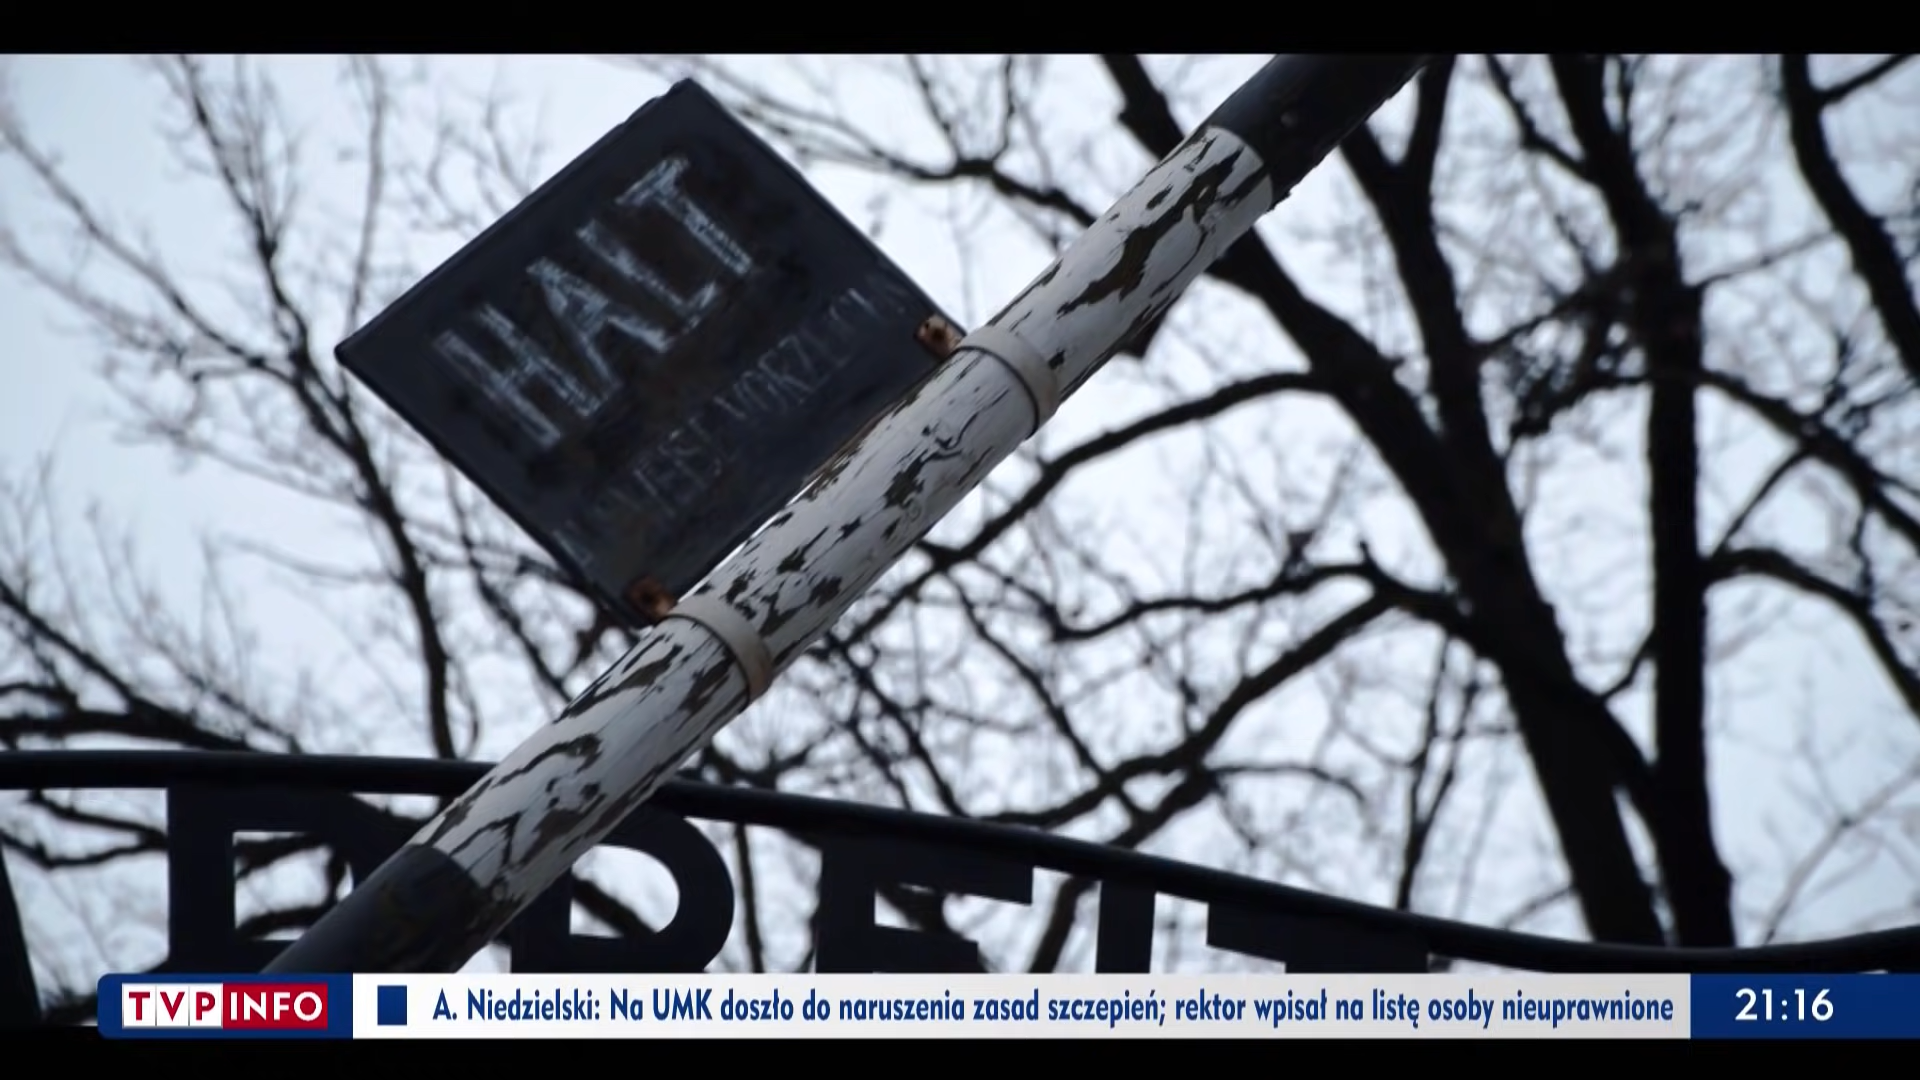 HALT
RBEIT
TVP INFO
A. Niedzielski: Na UMK doszło do naruszenia zasad szczepień; rektor wpisał na listę osoby nieuprawnione
21:16